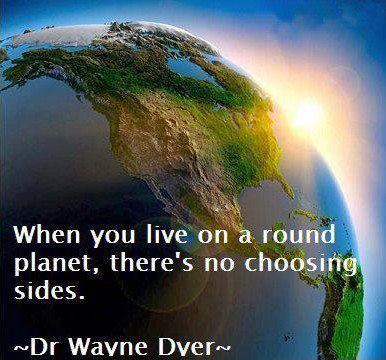 When you live on a round
planet, there's no choosing
sides.
~Dr Wayne Dyer~